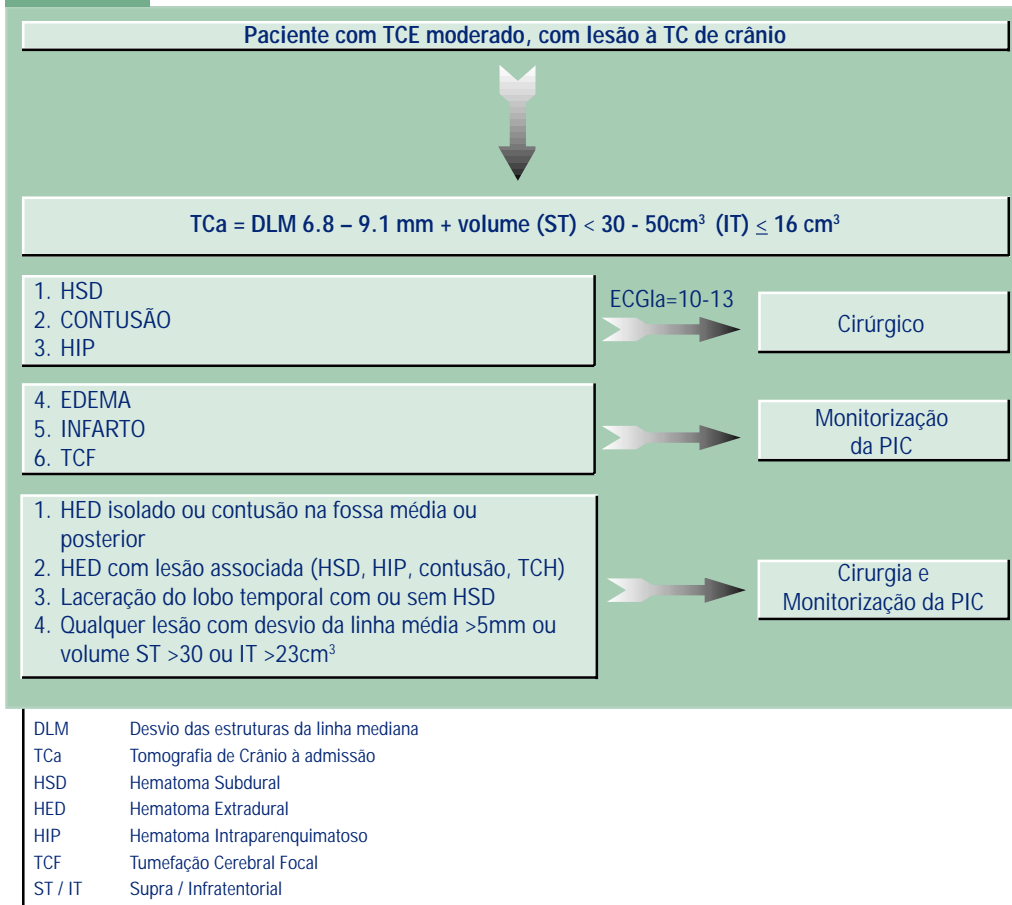 Paciente com TCE moderado, com lesão à TC de crânio
TCa = DLM 6.8 – 9.1 mm + volume (ST) < 30 - 50cm³ (IT) ≤ 16 cm³
1. HSD
2. CONTUSÃO
3. HIP
ECGla=10-13
Cirúrgico
4. EDEMA
5. INFARTO
6. TCF
Monitorização
da PIC
1. HED isolado ou contusão na fossa média ou
posterior
2. HED com lesão associada (HSD, HIP, contusão, TCH)
3. Laceração do lobo temporal com ou sem HSD
4. Qualquer lesão com desvio da linha média >5mm ou
volume ST >30 ou IT >23cm³
Cirurgia e
Monitorização da PIC
DLM Desvio das estruturas da linha mediana
TCa Tomografia de Crânio à admissão
HSD Hematoma Subdural
HED Hematoma Extradural
HIP Hematoma Intraparenquimatoso
TCF Tumefação Cerebral Focal
ST / IT Supra / Infratentorial